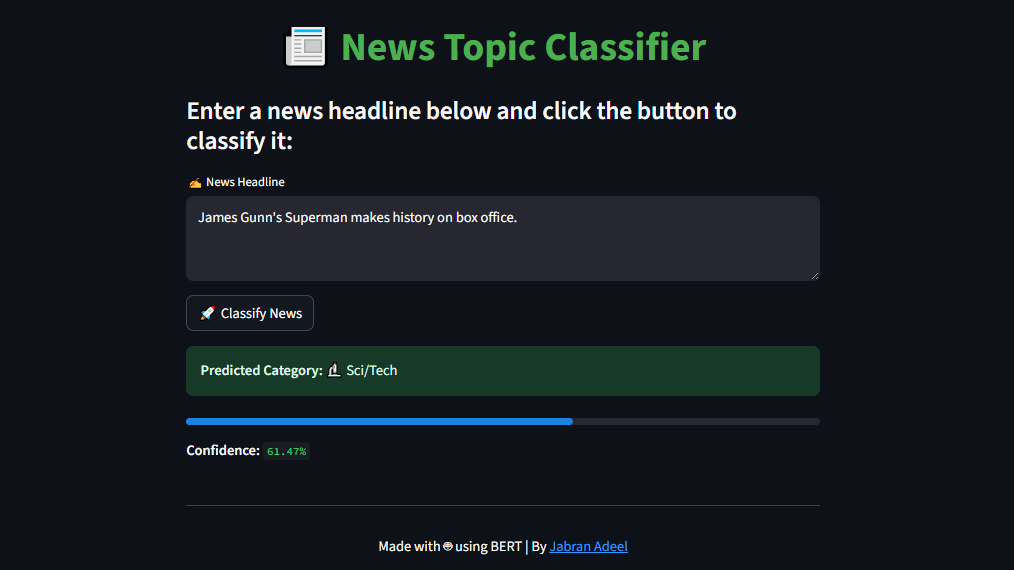 News Topic Classifier
Enter a news headline below and click the button to
classify it:
News Headline
James Gunn's Superman makes history on box office.
Classify News
Predicted Category: Sci/Tech
Confidence: 61.47%
Made with using BERT | By Jabran Adeel